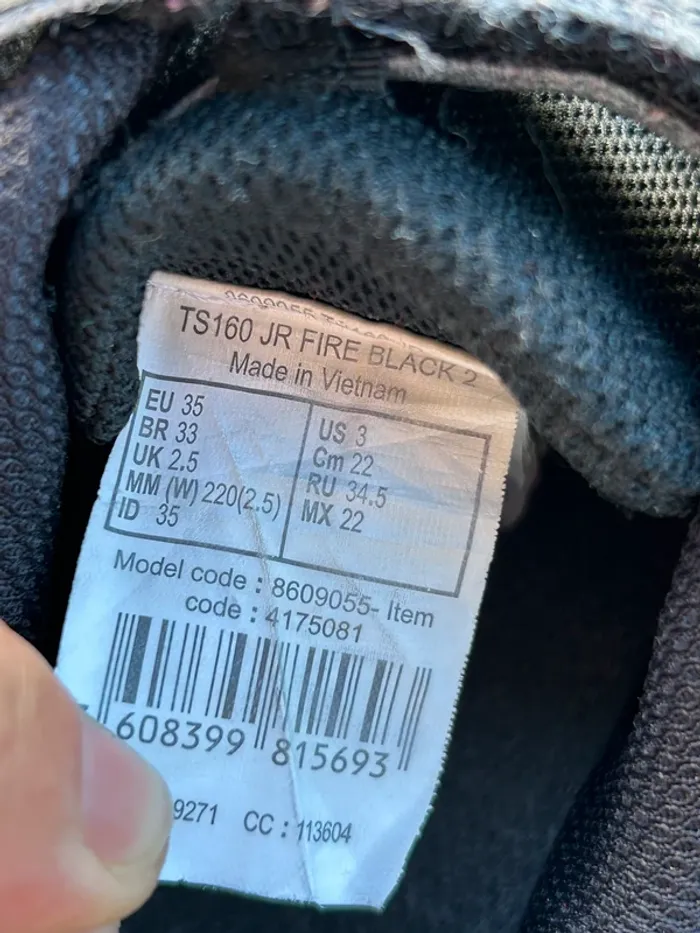 TS160 JR FIRE BLACK 2
Made in Vietnam
EU 35
BR 33
UK 2.5
MM (W) 220(2.5)
ID 35
US 3
Cm 22
RU 34.5
MX 22
Model code : 8609055- Item
code : 4175081
608399 815693
9271 CC : 113604